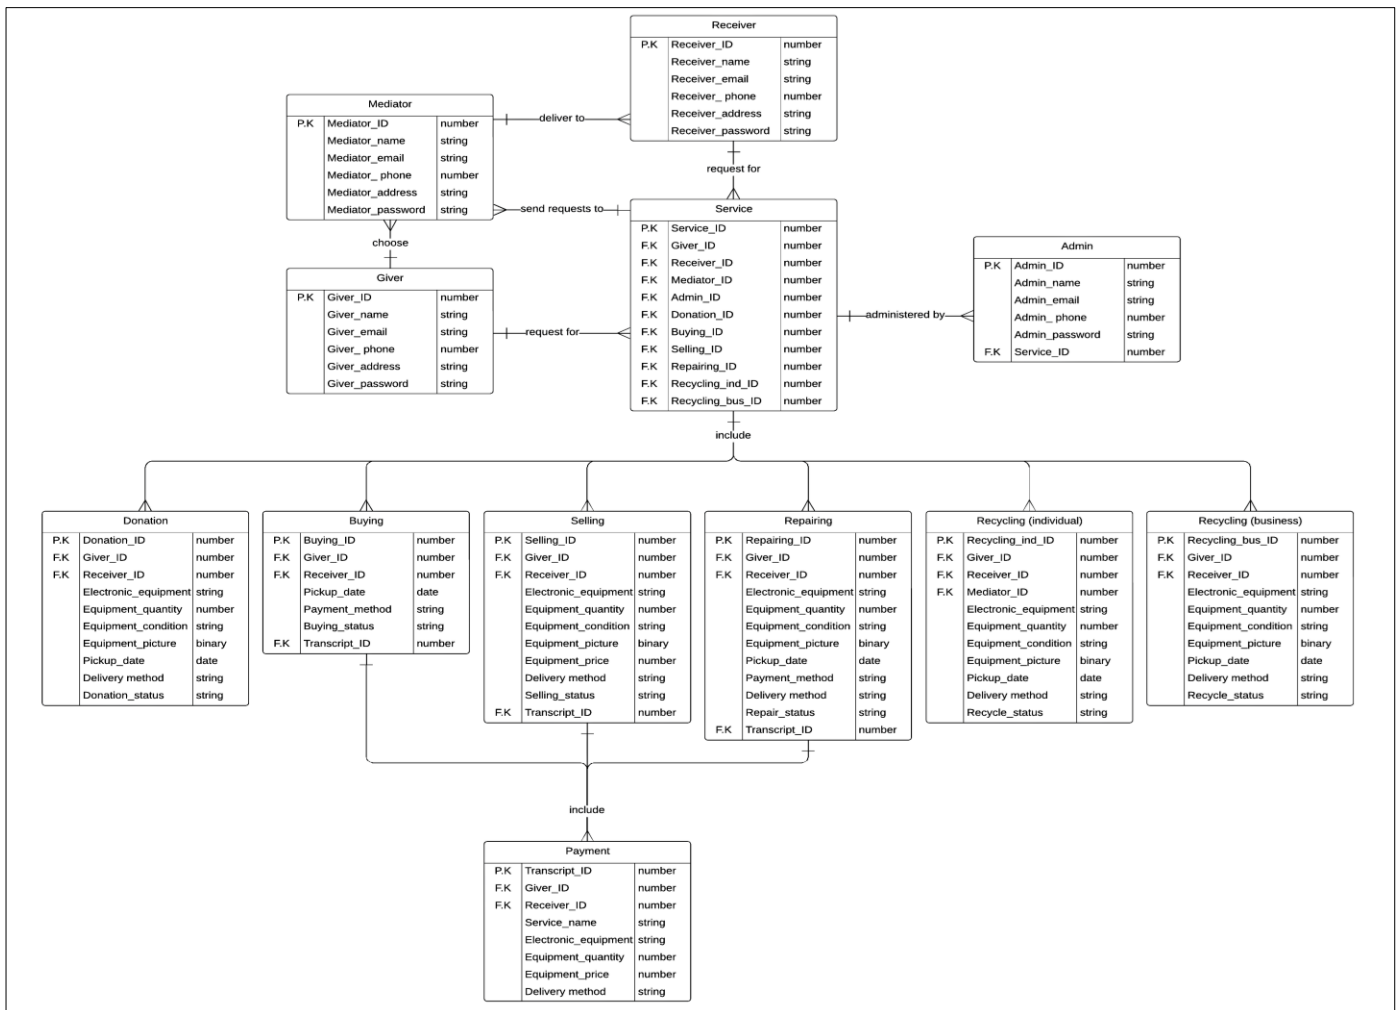 Receiver
P.K Receiver_ID number
Receiver_name string
Receiver_email string
Receiver_ phone number
Receiver_address string
Receiver_password string
Mediator
P.K Mediator_ID number
Mediator_name string
Mediator_email string
Mediator_ phone number
Mediator_address string
Mediator_password string
deliver to
request for
send requests to
choose
Giver
P.K Giver_ID number
Giver_name string
Giver_email string
Giver_ phone number
Giver_address string
Giver_password string
request for
Service
P.K Service_ID number
F.K Giver_ID number
F.K Receiver_ID number
F.K Mediator_ID number
F.K Admin_ID number
F.K Donation_ID number
F.K Buying_ID number
F.K Selling_ID number
F.K Repairing_ID number
F.K Recycling_ind_ID number
F.K Recycling_bus_ID number
administered by
Admin
P.K Admin_ID number
Admin_name string
Admin_email string
Admin_ phone number
Admin_password string
F.K Service_ID number
include
Donation
P.K Donation_ID number
F.K Giver_ID number
F.K Receiver_ID number
Electronic_equipment string
Equipment_quantity number
Equipment_condition string
Equipment_picture binary
Pickup_date date
Delivery method string
Donation_status string
Buying
P.K Buying_ID number
F.K Giver_ID number
F.K Receiver_ID number
Pickup_date date
Payment_method string
Buying_status string
F.K Transcript_ID number
Selling
P.K Selling_ID number
F.K Giver_ID number
F.K Receiver_ID number
Electronic_equipment string
Equipment_quantity number
Equipment_condition string
Equipment_picture binary
Equipment_price number
Delivery method string
Selling_status string
F.K Transcript_ID number
Repairing
P.K Repairing_ID number
F.K Giver_ID number
F.K Receiver_ID number
Electronic_equipment string
Equipment_quantity number
Equipment_condition string
Equipment_picture binary
Pickup_date date
Payment_method string
Delivery method string
Repair_status string
F.K Transcript_ID number
Recycling (individual)
P.K Recycling_ind_ID number
F.K Giver_ID number
F.K Receiver_ID number
F.K Mediator_ID number
Electronic_equipment string
Equipment_quantity number
Equipment_condition string
Equipment_picture binary
Pickup_date date
Delivery method string
Recycle_status string
Recycling (business)
P.K Recycling_bus_ID number
F.K Giver_ID number
F.K Receiver_ID number
Electronic_equipment string
Equipment_quantity number
Equipment_condition string
Equipment_picture binary
Pickup_date date
Delivery method string
Recycle_status string
include
Payment
P.K Transcript_ID number
F.K Giver_ID number
F.K Receiver_ID number
Service_name string
Electronic_equipment string
Equipment_quantity number
Equipment_price number
Delivery method string